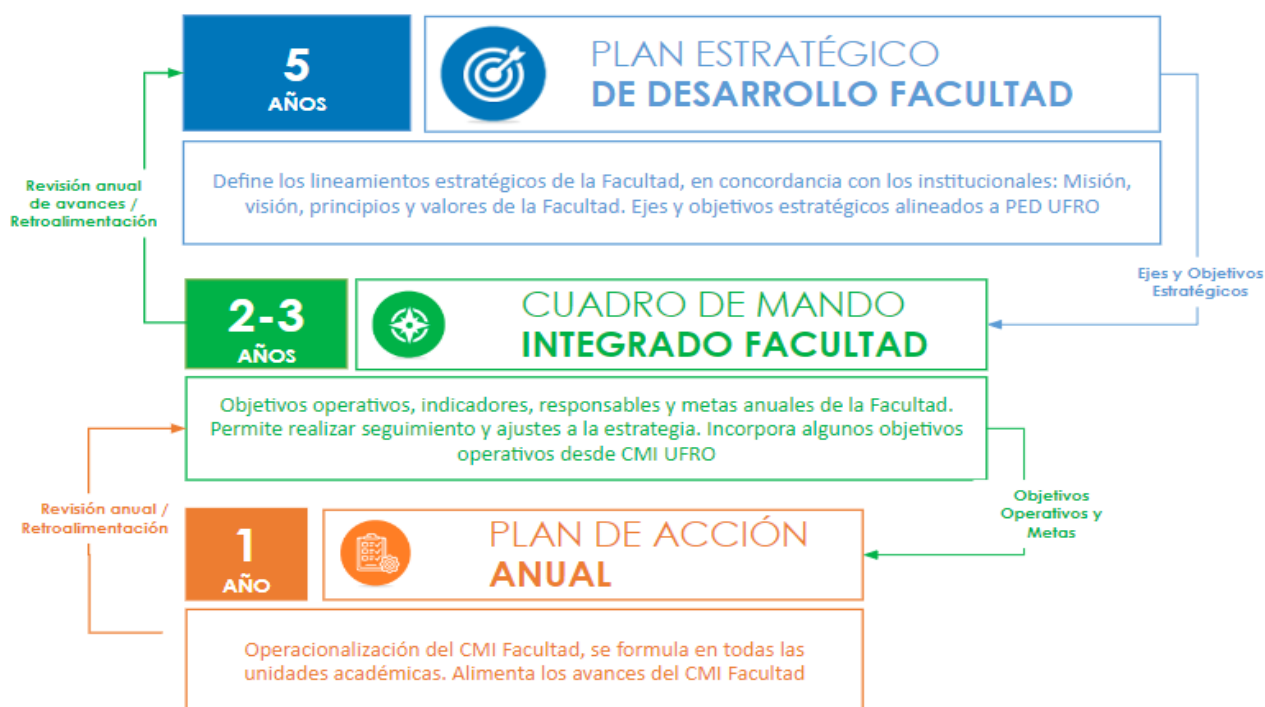 5
AÑOS
PLAN ESTRATÉGICO
DE DESARROLLO FACULTAD
Define los lineamientos estratégicos de la Facultad, en concordancia con los institucionales: Misión,
visión, principios y valores de la Facultad. Ejes y objetivos estratégicos alineados a PED UFRO
Revisión anual
de avances /
Retroalimentación
Ejes y Objetivos
Estratégicos
2-3
AÑOS
CUADRO DE MANDO
INTEGRADO FACULTAD
Objetivos operativos, indicadores, responsables y metas anuales de la Facultad.
Permite realizar seguimiento y ajustes a la estrategia. Incorpora algunos objetivos
operativos desde CMI UFRO
Revisión anual /
Retroalimentación
Objetivos
Operativos y
Metas
1
AÑO
PLAN DE ACCIÓN
ANUAL
Operacionalización del CMI Facultad, se formula en todas las
unidades académicas. Alimenta los avances del CMI Facultad